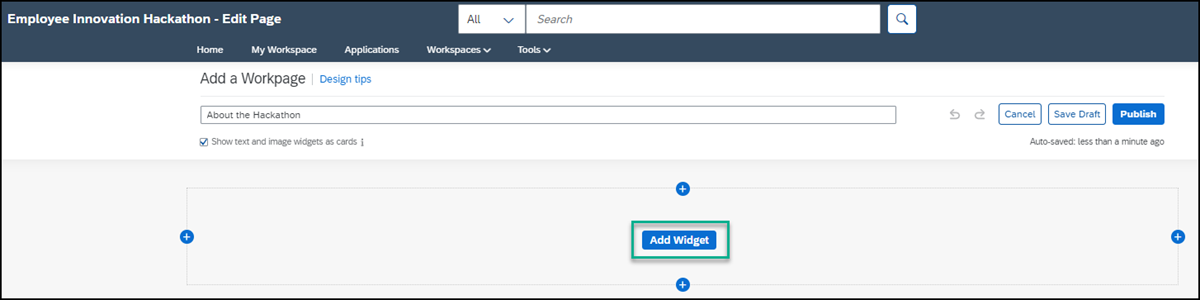 Employee Innovation Hackathon - Edit Page
All
Search
Home My Workspace Applications Workspaces Tools
Add a Workpage Design tips
About the Hackathon
Cancel Save Draft Publish
Show text and image widgets as cards i
Auto-saved: less than a minute ago
Add Widget